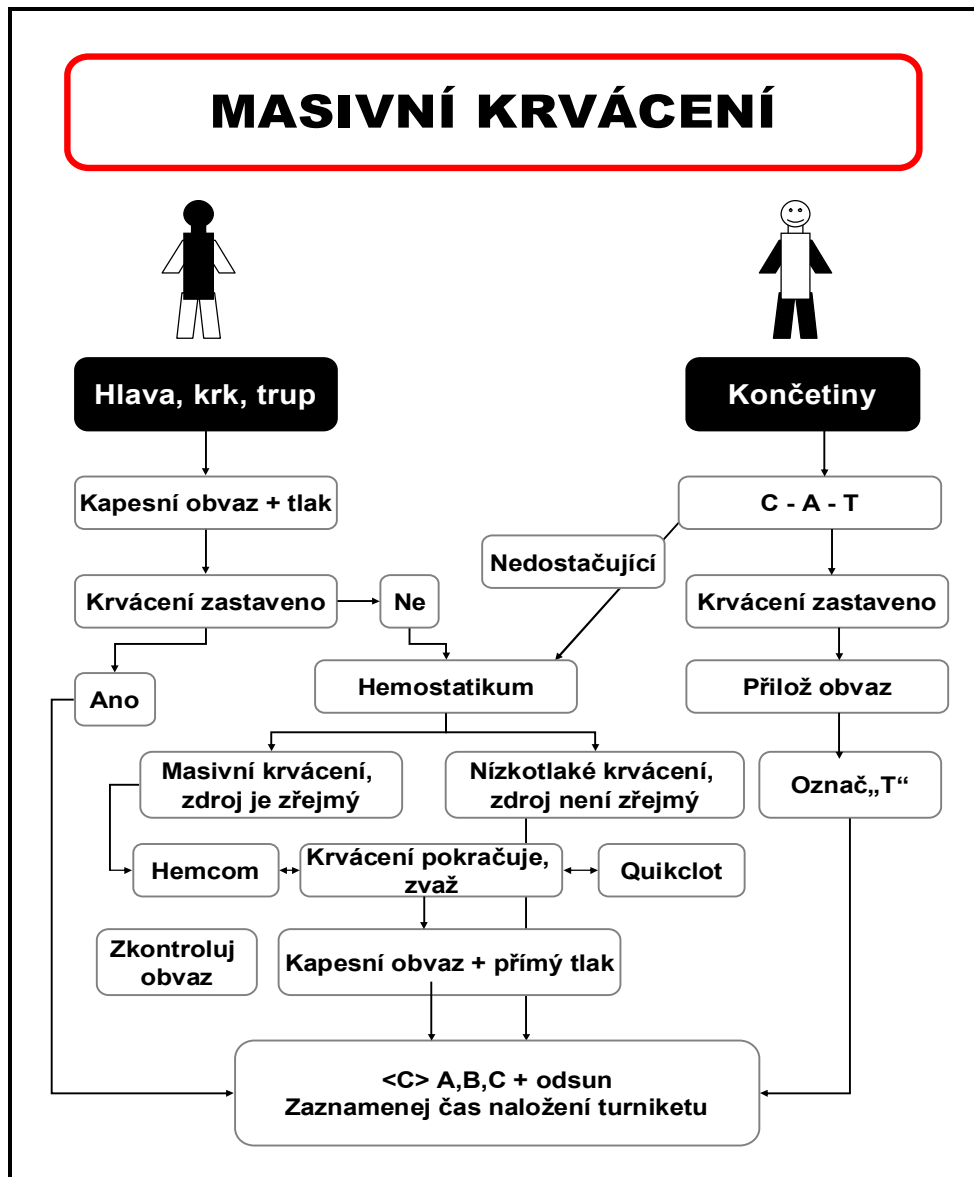 MASIVNÍ KRVÁCENÍ
Hlava, krk, trup
Končetiny
Kapesní obvaz + tlak
C - A - T
Nedostačující
Krvácení zastaveno
Ne
Krvácení zastaveno
Ano
Hemostatikum
Přilož obvaz
Masivní krvácení,
zdroj je zřejmý
Nízkotlaké krvácení,
zdroj není zřejmý
Označ„T“
Hemcom
Krvácení pokračuje,
zvaž
Quikclot
Zkontroluj
obvaz
Kapesní obvaz + přímý tlak
<C> A,B,C + odsun
Zaznamenej čas naložení turniketu